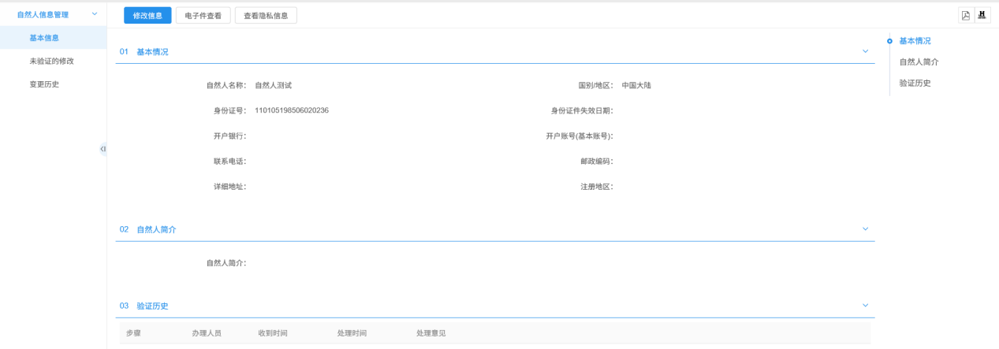 自然人信息管理
修改信息 电子件查看 查看隐私信息
基本信息
未验证的修改
变更历史
01 基本情况
自然人名称： 自然人测试 国别/地区： 中国大陆
身份证号： 110105198506020236 身份证件失效日期：
开户银行： 开户账号(基本账号)：
联系电话： 邮政编码：
详细地址： 注册地区：
02 自然人简介
自然人简介：
03 验证历史
步骤 办理人员 收到时间 处理时间 处理意见
基本情况
自然人简介
验证历史